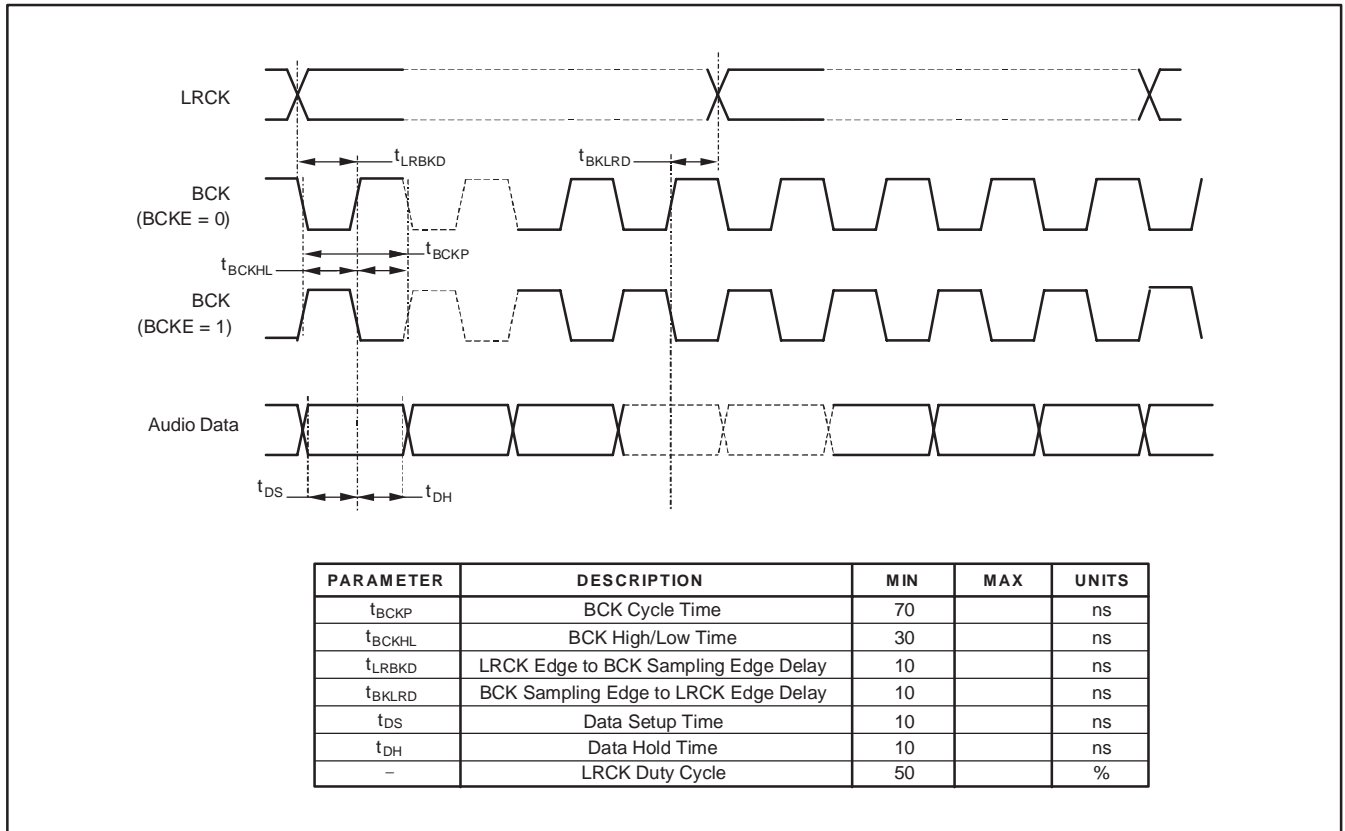 LRCK
tLRBKD
tBKLRD
BCK
(BCKE = 0)
tBCKP
tBCKHL
BCK
(BCKE = 1)
Audio Data
tDS
tDH
PARAMETER DESCRIPTION MIN MAX UNITS
tBCKP BCK Cycle Time 70 ns
tBCKHL BCK High/Low Time 30 ns
tLRBKD LRCK Edge to BCK Sampling Edge Delay 10 ns
tBKLRD BCK Sampling Edge to LRCK Edge Delay 10 ns
tDS Data Setup Time 10 ns
tDH Data Hold Time 10 ns
– LRCK Duty Cycle 50 %